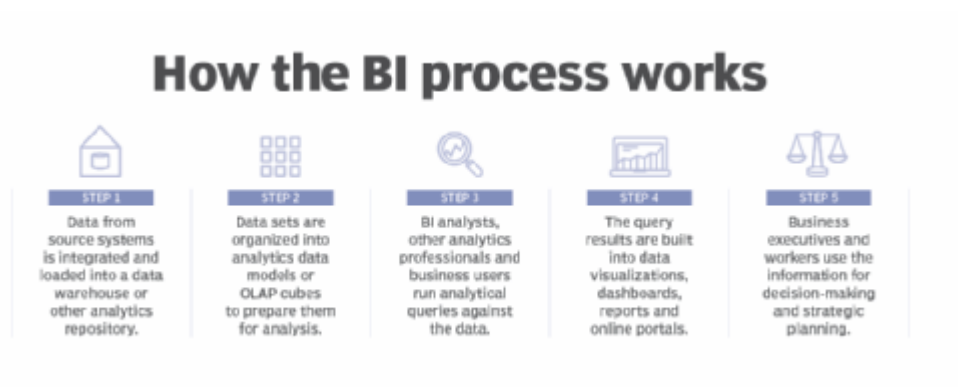 How the BI process works
STEP 1
Data from
source systems
is integrated and
loaded into a data
warehouse or
other analytics
repository.
STEP 2
Data sets are
organized into
analytics data
models or
OLAP cubes
to prepare them
for analysis.
STEP 3
BI analysts,
other analytics
professionals and
business users
run analytical
queries against
the data.
STEP 4
The query
results are built
into data
visualizations,
dashboards,
reports and
online portals.
STEP 5
Business
executives and
workers use the
information for
decision-making
and strategic
planning.